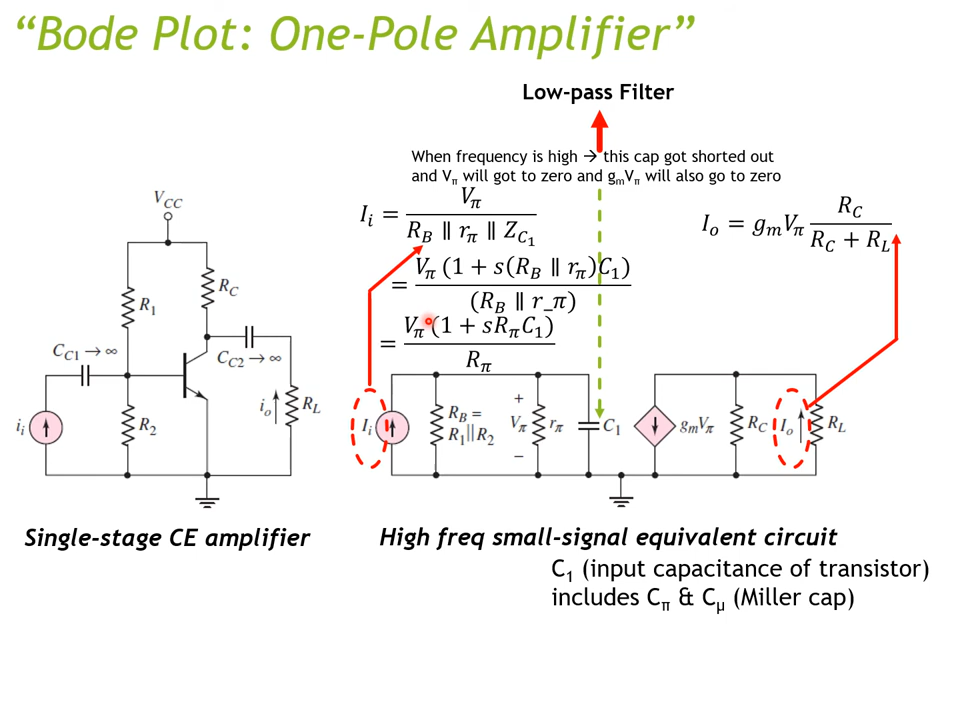 “Bode Plot: One-Pole Amplifier”
Low-pass Filter
When frequency is high → this cap got shorted out
and Vπ will got to zero and gmVπ will also go to zero
Ii = Vπ / (RB ∥ rπ ∥ ZC1)
= Vπ (1 + s(RB ∥ rπ)C1) / (RB ∥ r_π)
= Vπ (1 + sRπC1) / Rπ
Io = gmVπ RC / (RC + RL)
VCC
R1
RC
CC1 → ∞
CC2 → ∞
ii
R2
io
RL
Ii
RB =
R1||R2
+
Vπ
−
rπ
C1
gmVπ
RC
Io
RL
Single-stage CE amplifier
High freq small-signal equivalent circuit
C1 (input capacitance of transistor)
includes Cπ & Cμ (Miller cap)